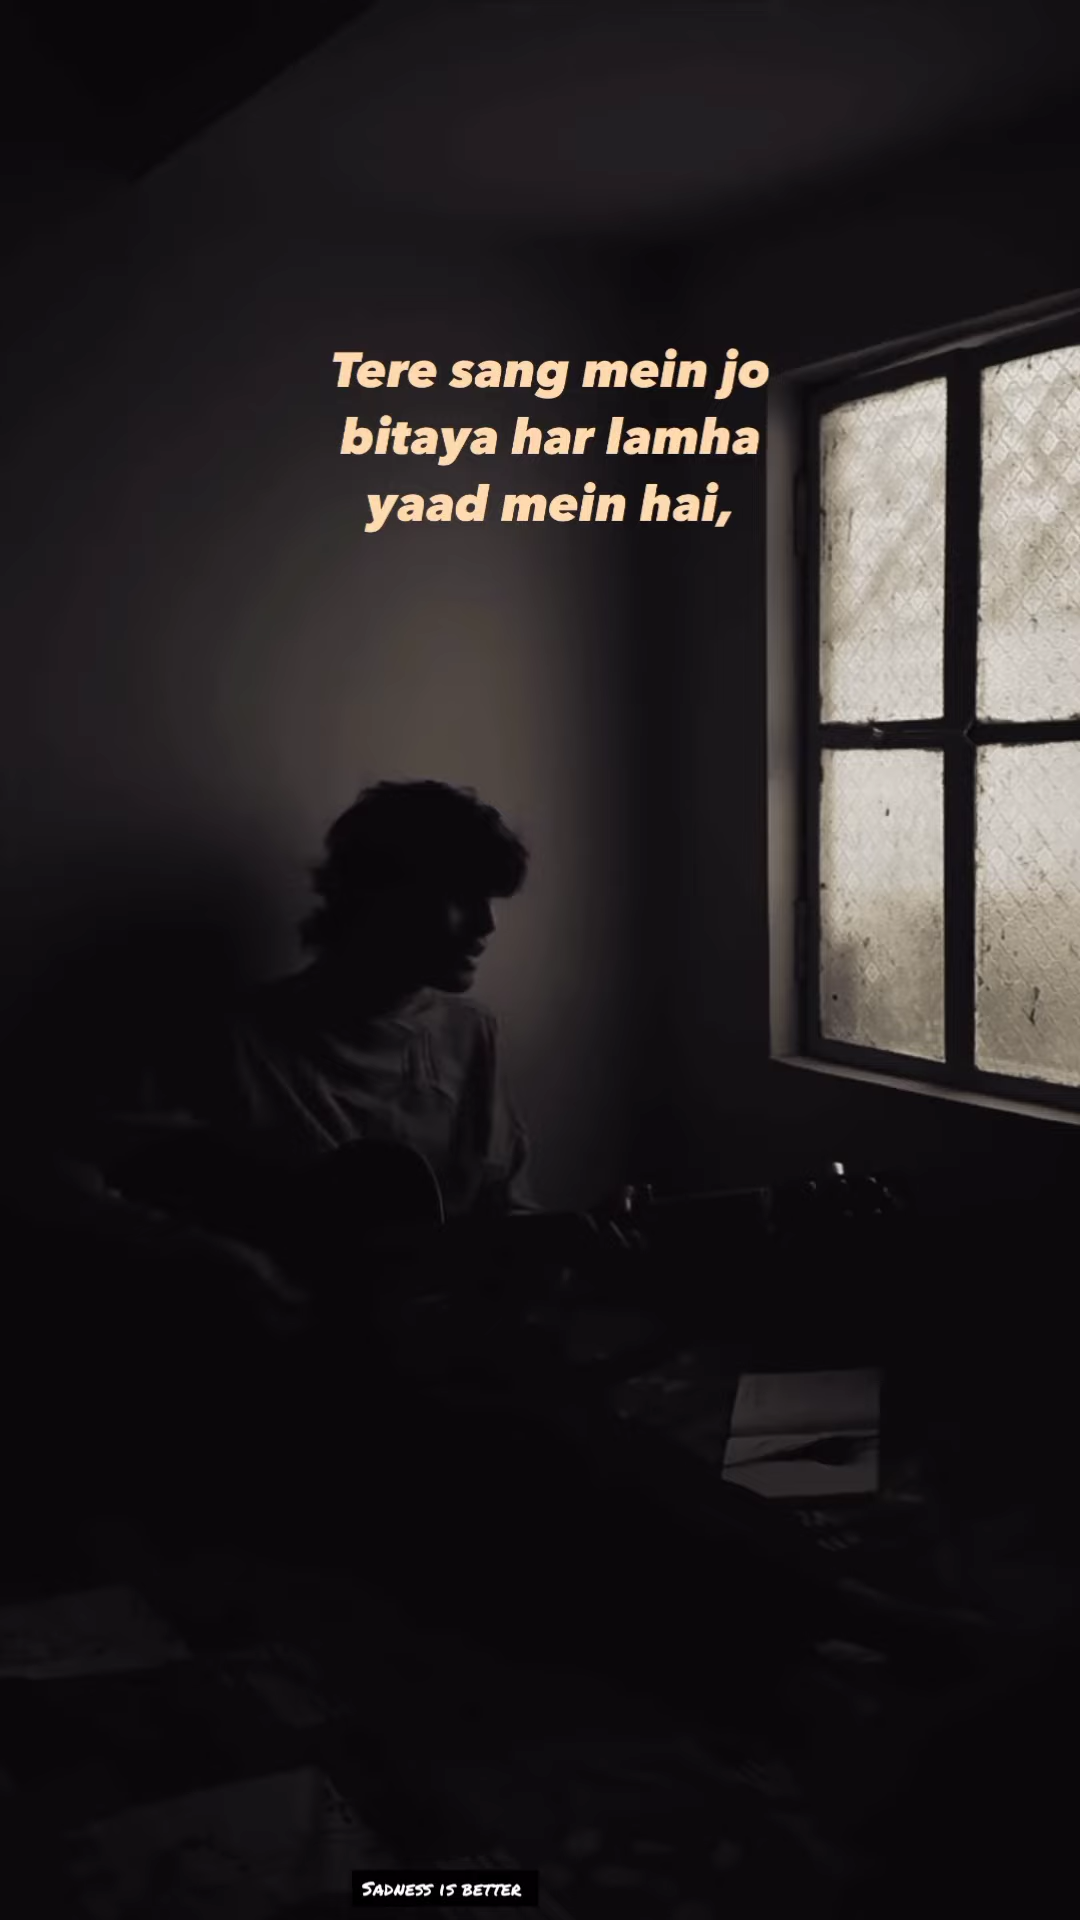 Tere sang mein jo
bitaya har lamha
yaad mein hai,
SADNESS IS BETTER